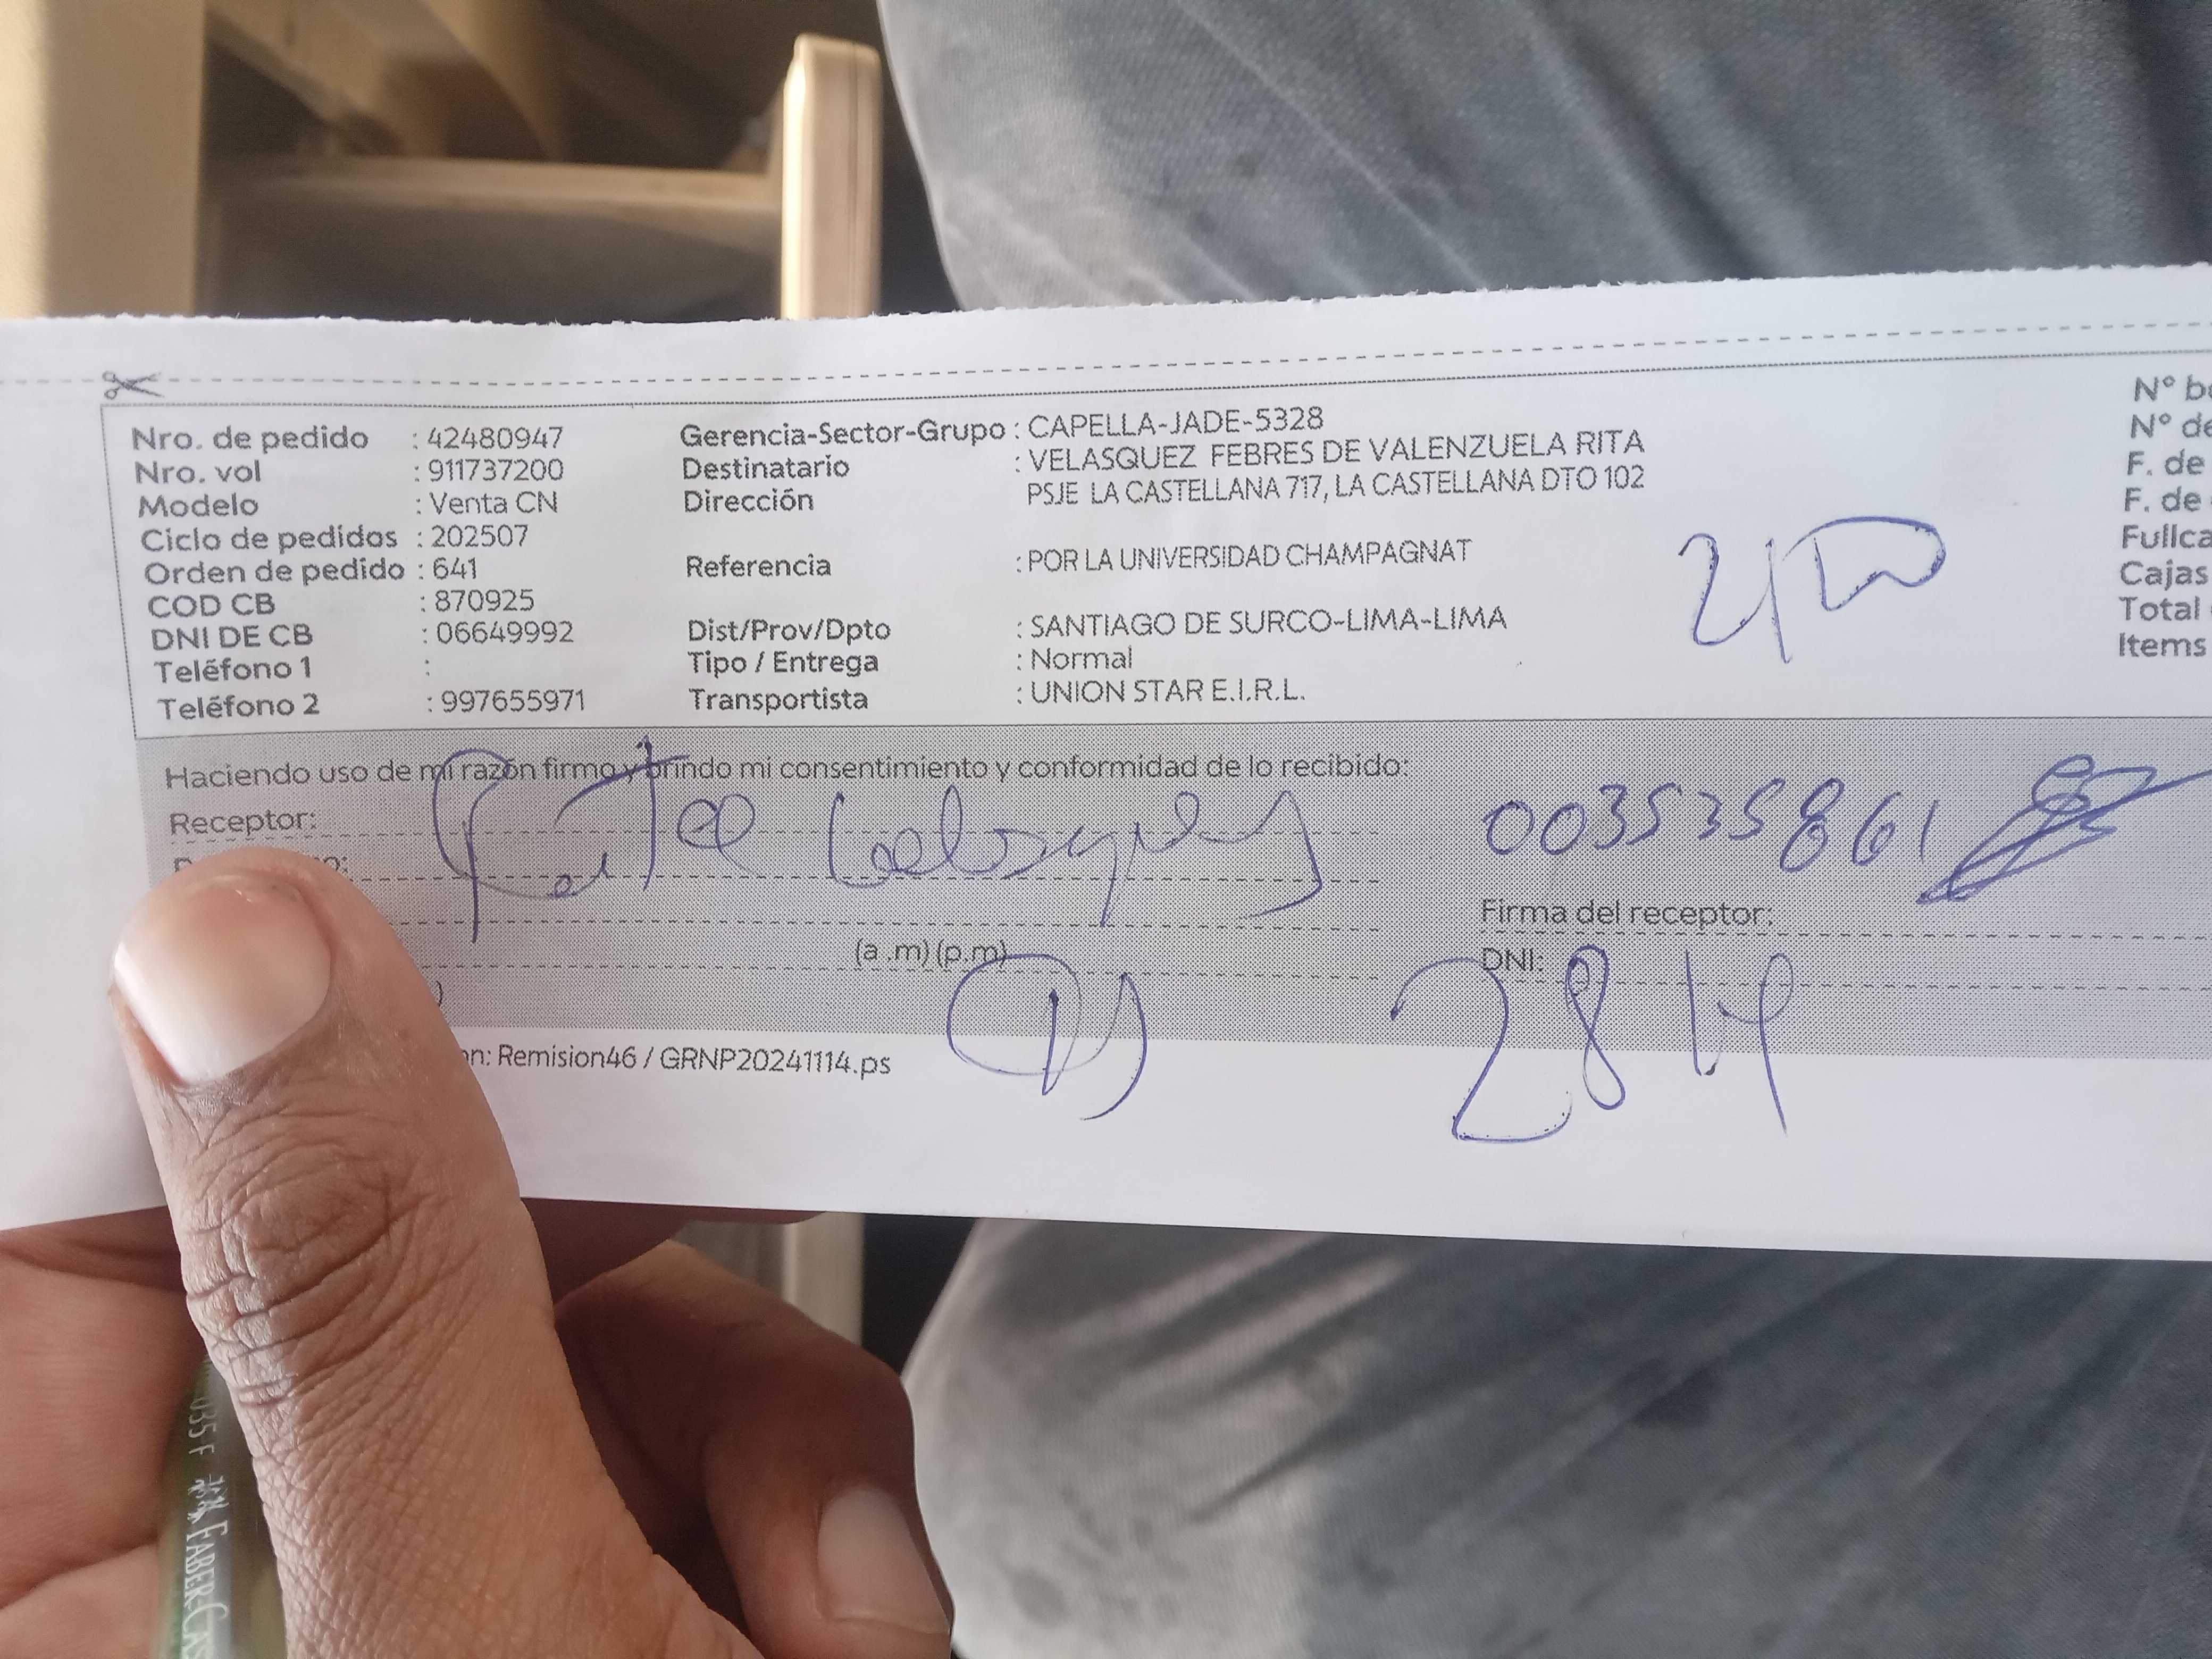 Nro. de pedido : 42480947
Nro. vol : 911737200
Modelo : Venta CN
Ciclo de pedidos : 202507
Orden de pedido : 641
COD CB : 870925
DNI DE CB : 06649992
Teléfono 1 :
Teléfono 2 : 997655971
Gerencia-Sector-Grupo : CAPELLA-JADE-5328
Destinatario : VELASQUEZ FEBRES DE VALENZUELA RITA
Dirección PSJE LA CASTELLANA 717, LA CASTELLANA DTO 102
Referencia : POR LA UNIVERSIDAD CHAMPAGNAT
Dist/Prov/Dpto : SANTIAGO DE SURCO-LIMA-LIMA
Tipo / Entrega : Normal
Transportista : UNION STAR E.I.R.L.
N°
N° de
F. de
F. de
Fullca
Cajas
Total
Items
Haciendo uso de mi razón firmo y brindo mi consentimiento y conformidad de lo recibido:
Receptor:
003535861
Firma del receptor:
(a .m) (p.m)
DNI:
28
on: Remision46 / GRNP20241114.ps
035 F FABER-CAS